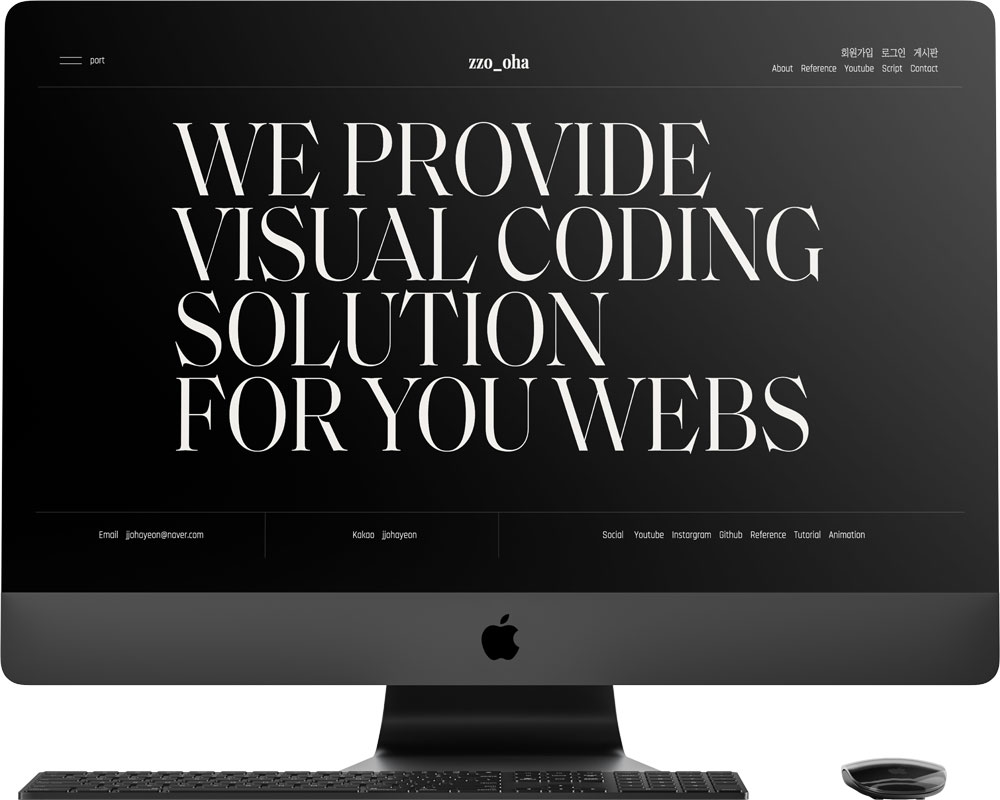 port
zzo_oha
회원가입 로그인 게시판
About Reference Youtube Script Contact
WE PROVIDE
VISUAL CODING
SOLUTION
FOR YOU WEBS
Email jjohayeon@naver.com
Kakao jjohayeon
Social Youtube Instargram Github Reference Tutorial Animation